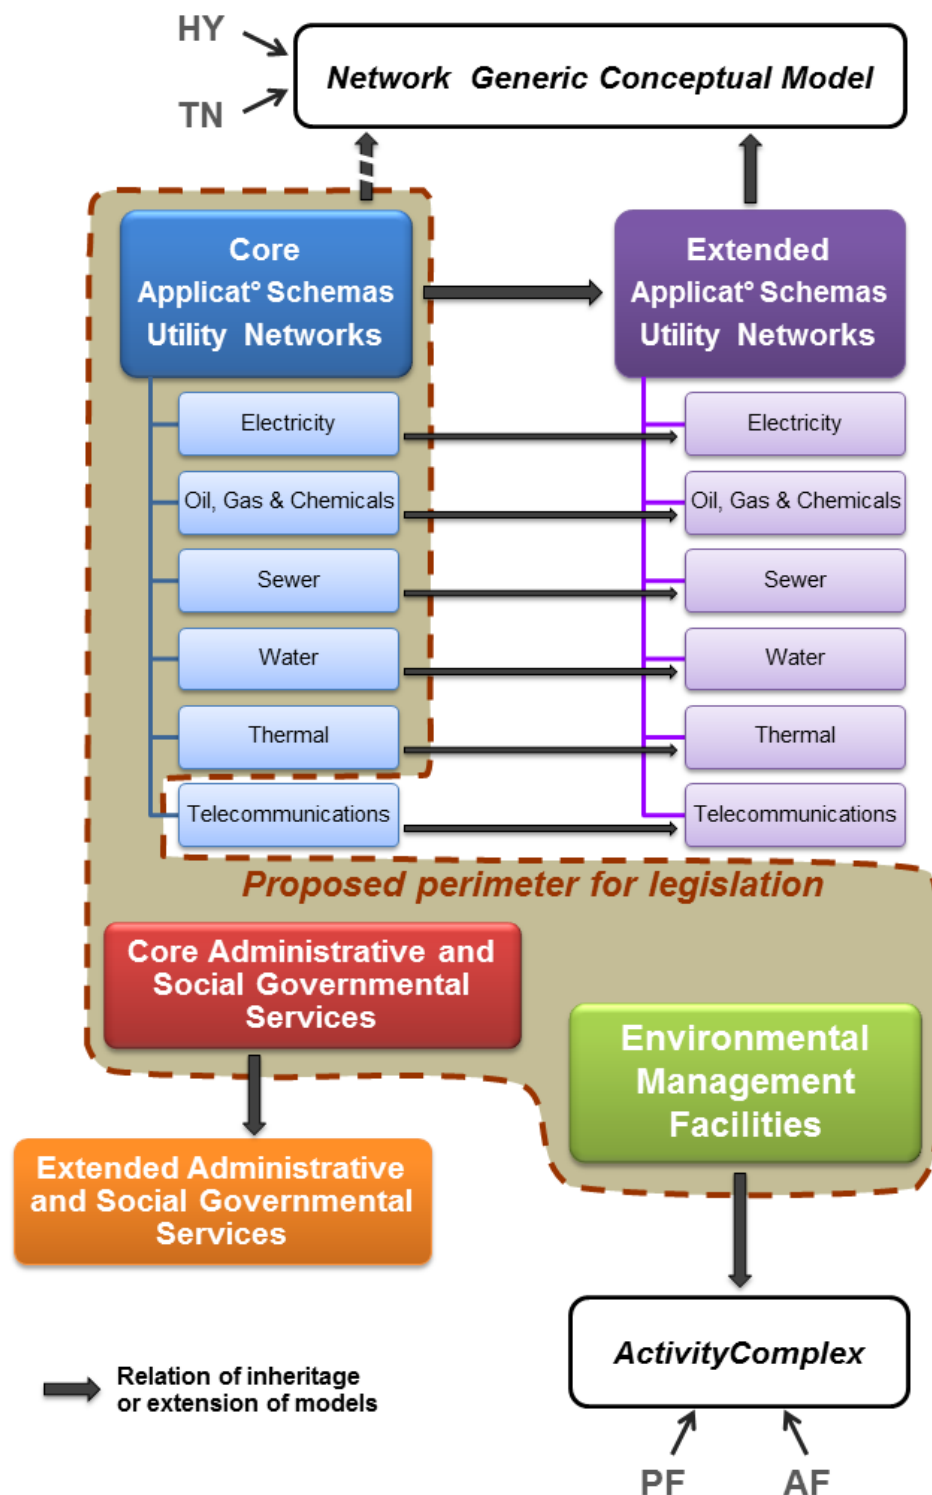 HY
Network Generic Conceptual Model
TN
Core
Applicat° Schemas
Utility Networks
Extended
Applicat° Schemas
Utility Networks
Electricity
Electricity
Oil, Gas & Chemicals
Oil, Gas & Chemicals
Sewer
Sewer
Water
Water
Thermal
Thermal
Telecommunications
Telecommunications
Proposed perimeter for legislation
Core Administrative and
Social Governmental
Services
Environmental
Management
Facilities
Extended Administrative
and Social Governmental
Services
ActivityComplex
Relation of inheritage
or extension of models
PF
AF